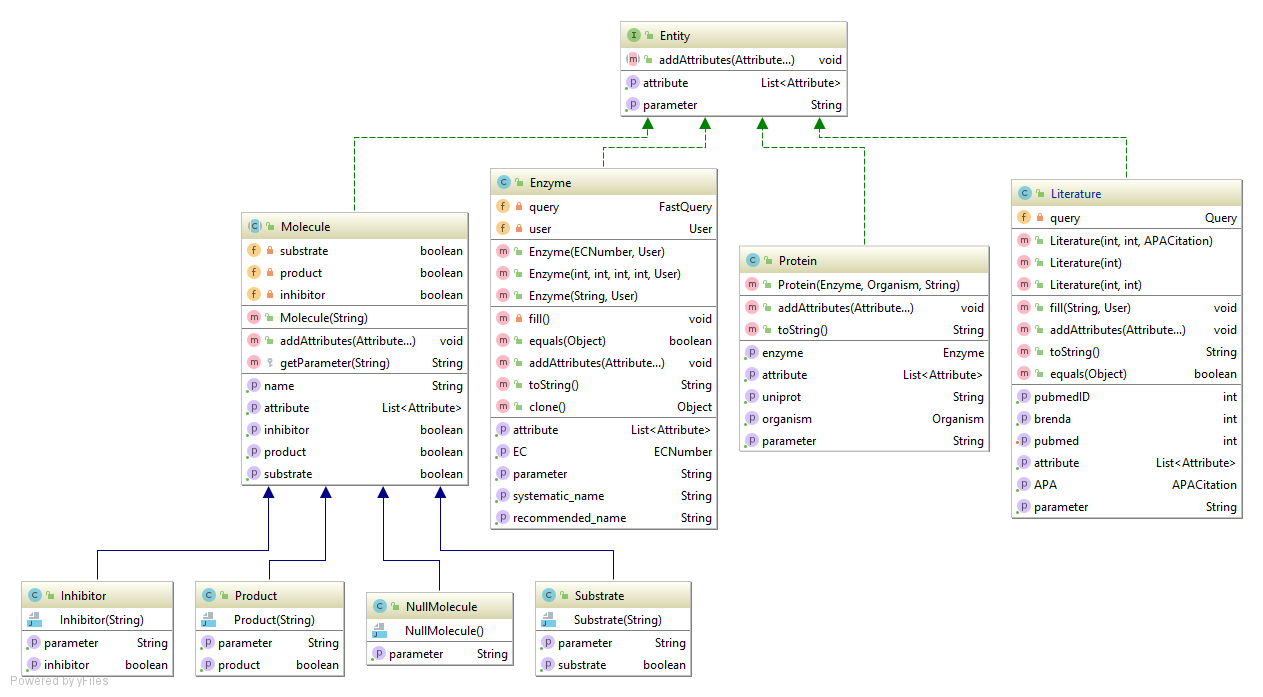 Entity
addAttributes(Attribute...) void
attribute List<Attribute>
parameter String
Molecule
substrate boolean
product boolean
inhibitor boolean
Molecule(String)
addAttributes(Attribute...) void
getParameter(String) String
name String
attribute List<Attribute>
inhibitor boolean
product boolean
substrate boolean
Enzyme
query FastQuery
user User
Enzyme(ECNumber, User)
Enzyme(int, int, int, int, User)
Enzyme(String, User)
fill() void
equals(Object) boolean
addAttributes(Attribute...) void
toString() String
clone() Object
attribute List<Attribute>
EC ECNumber
parameter String
systematic_name String
recommended_name String
Protein
Protein(Enzyme, Organism, String)
addAttributes(Attribute...) void
toString() String
enzyme Enzyme
attribute List<Attribute>
uniprot String
organism Organism
parameter String
Literature
query Query
Literature(int, int, APACitation)
Literature(int)
Literature(int, int)
fill(String, User) void
addAttributes(Attribute...) void
toString() String
equals(Object) boolean
pubmedID int
brenda int
pubmed int
attribute List<Attribute>
APA APACitation
parameter String
Inhibitor
Inhibitor(String)
parameter String
inhibitor boolean
Product
Product(String)
parameter String
product boolean
NullMolecule
NullMolecule()
parameter String
Substrate
Substrate(String)
parameter String
substrate boolean
Powered by yFiles